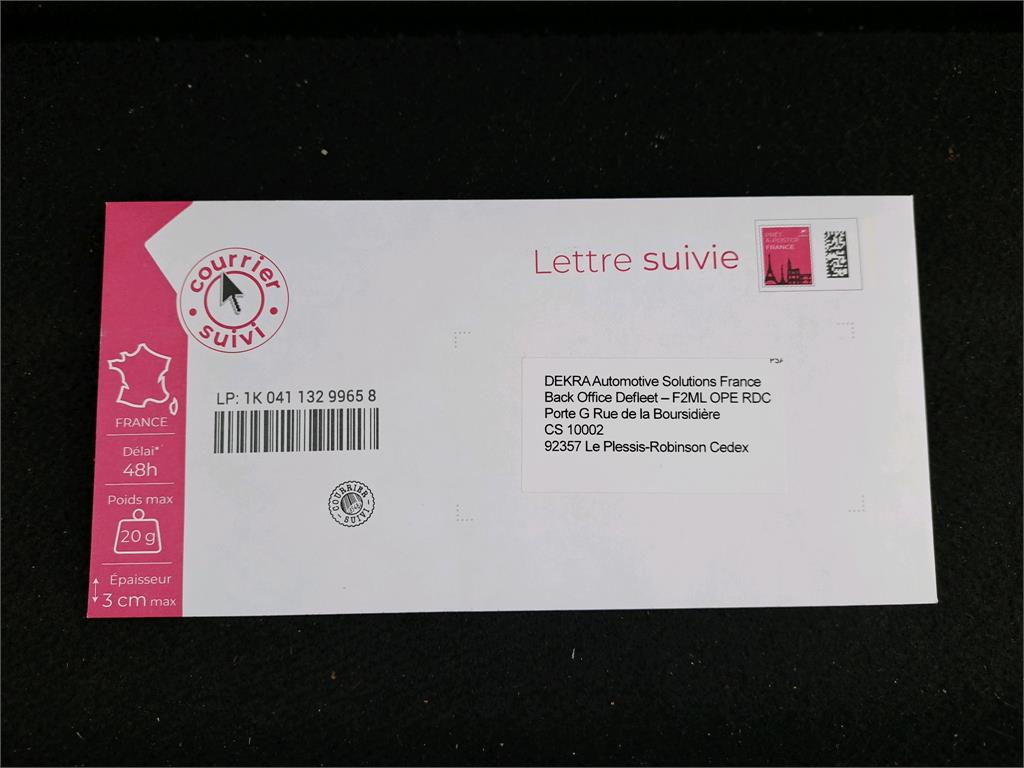 Lettre suivie
PRÊT
À-POSTER
FRANCE
courrier
suivi
DEKRA Automotive Solutions France
Back Office Defleet – F2ML OPE RDC
Porte G Rue de la Boursidière
CS 10002
92357 Le Plessis-Robinson Cedex
LP: 1K 041 132 9965 8
COURRIER
SUIVI
FRANCE
Délai*
48h
Poids max
20 g
Épaisseur
3 cm max